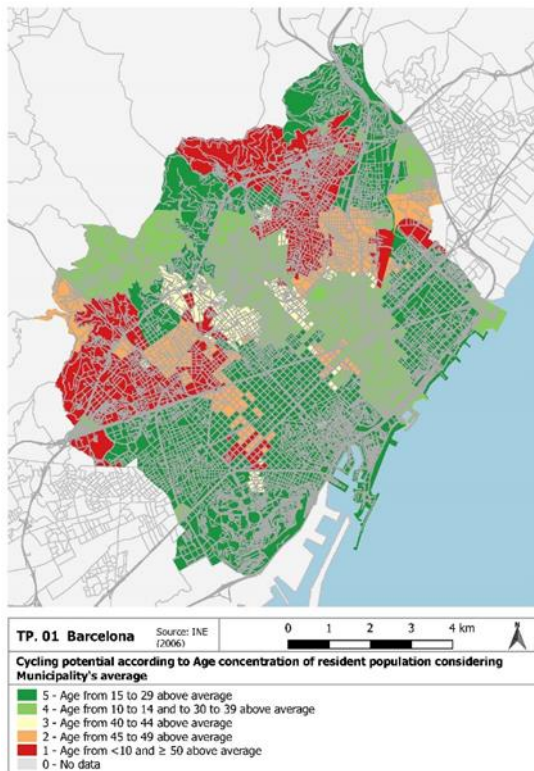 TP. 01 Barcelona
Source: INE
(2006)
0 1 2 3 4 km
N
Cycling potential according to Age concentration of resident population considering
Municipality's average
5 - Age from 15 to 29 above average
4 - Age from 10 to 14 and to 30 to 39 above average
3 - Age from 40 to 44 above average
2 - Age from 45 to 49 above average
1 - Age from <10 and ≥ 50 above average
0 - No data